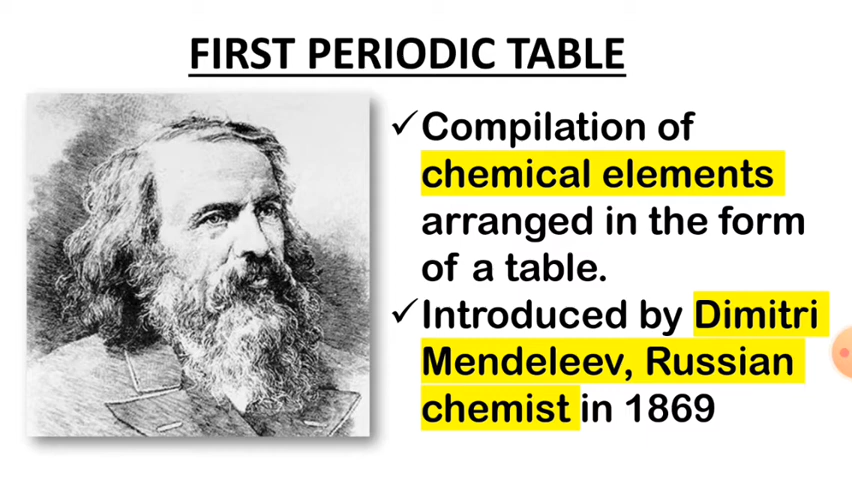 FIRST PERIODIC TABLE
✓Compilation of
chemical elements
arranged in the form
of a table.
✓Introduced by Dimitri
Mendeleev, Russian
chemist in 1869